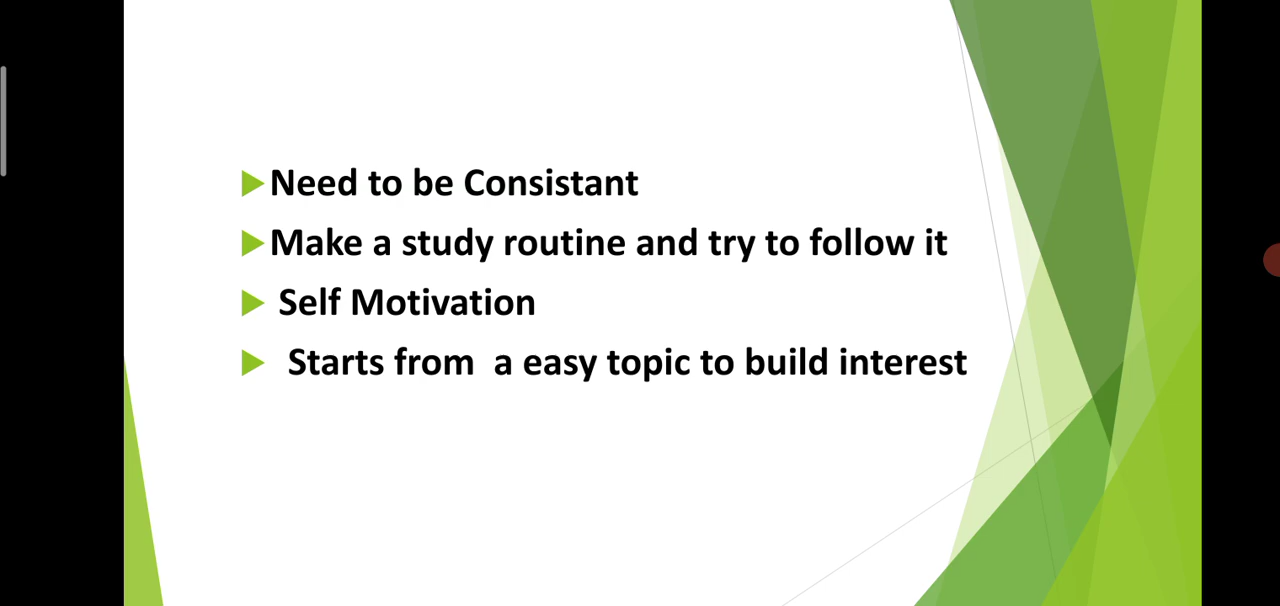 Need to be Consistant
Make a study routine and try to follow it
Self Motivation
Starts from a easy topic to build interest